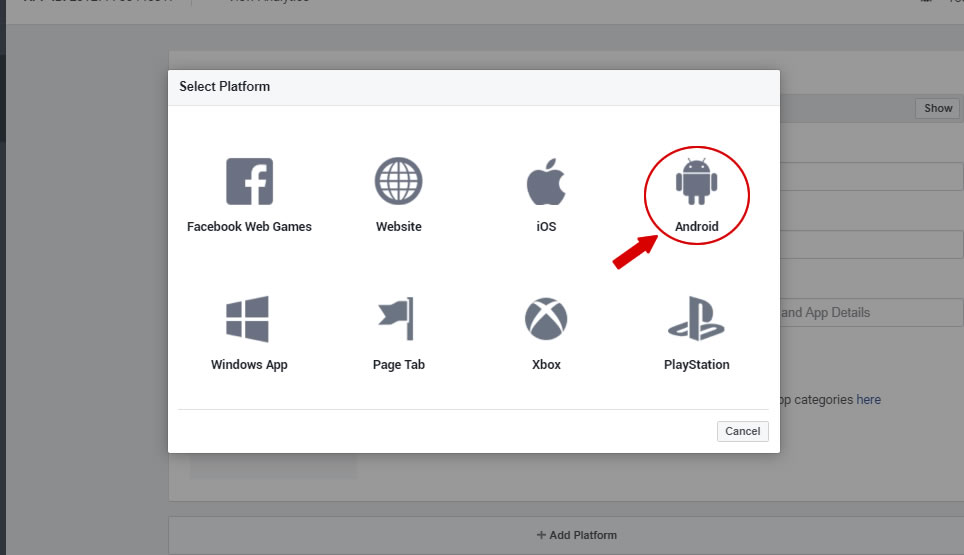 View Analytics
Select Platform
Show
Facebook Web Games
Website
iOS
Android
and App Details
Windows App
Page Tab
Xbox
PlayStation
categories here
Cancel
+ Add Platform